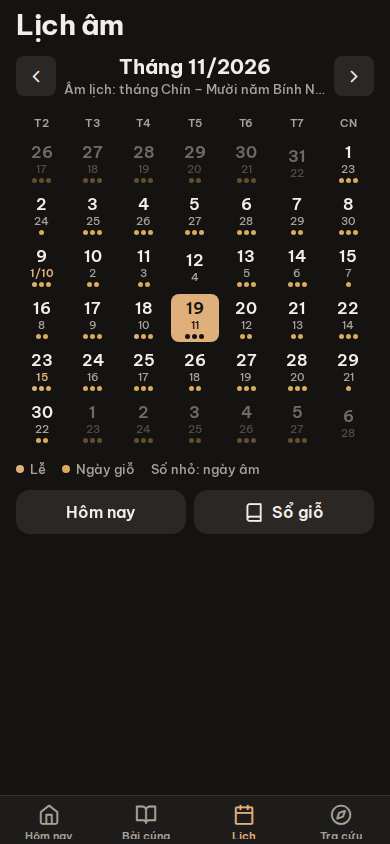 Lịch âm
Tháng 11/2026
Âm lịch: tháng Chín – Mười năm Bính N...
T2 T3 T4 T5 T6 T7 CN
26 27 28 29 30 31 1
17 18 19 20 21 22 23
2 3 4 5 6 7 8
24 25 26 27 28 29 30
9 10 11 12 13 14 15
1/10 2 3 4 5 6 7
16 17 18 19 20 21 22
8 9 10 11 12 13 14
23 24 25 26 27 28 29
15 16 17 18 19 20 21
30 1 2 3 4 5 6
22 23 24 25 26 27 28
Lễ Ngày giỗ Số nhỏ: ngày âm
Hôm nay Sổ giỗ
Hôm nay Bài cúng Lịch Tra cứu